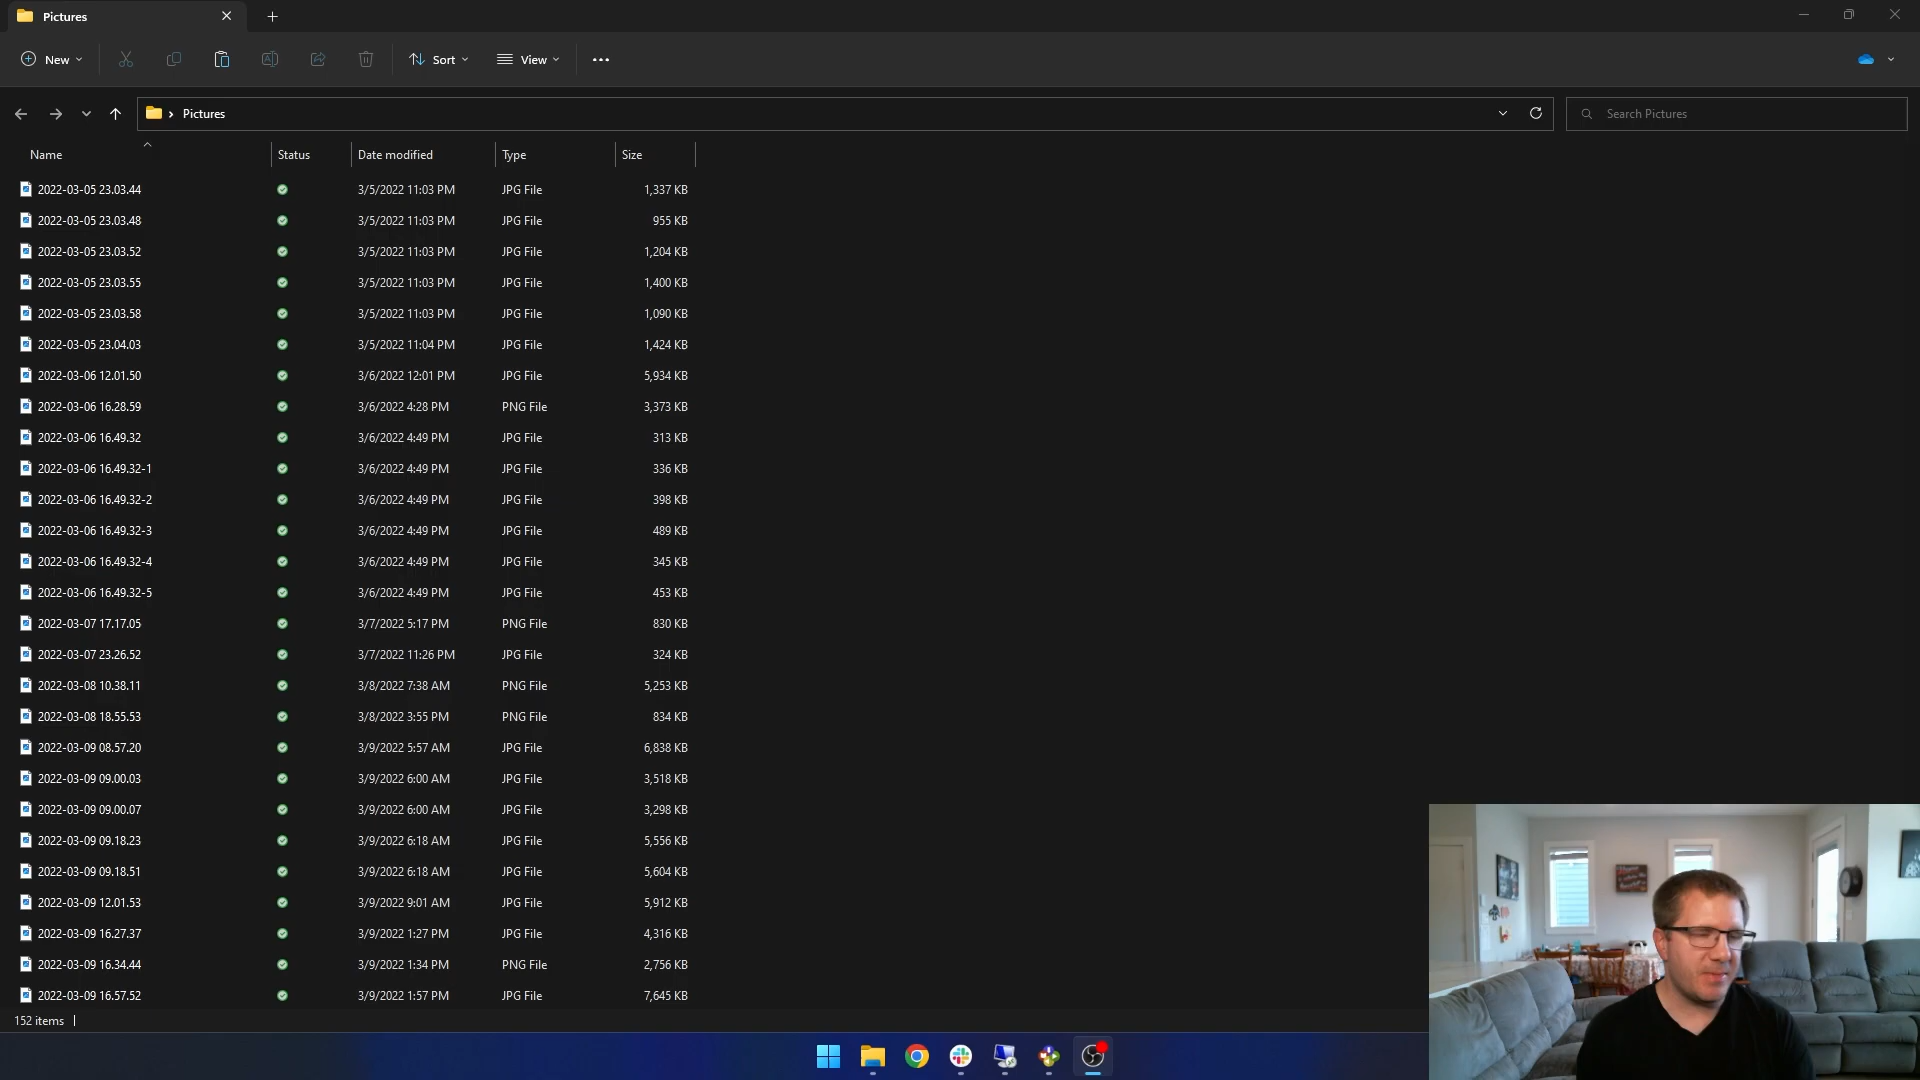 Pictures
New
Sort
View
Pictures
Search Pictures
Name Status Date modified Type Size
2022-03-05 23.03.44 3/5/2022 11:03 PM JPG File 1,337 KB
2022-03-05 23.03.48 3/5/2022 11:03 PM JPG File 955 KB
2022-03-05 23.03.52 3/5/2022 11:03 PM JPG File 1,204 KB
2022-03-05 23.03.55 3/5/2022 11:03 PM JPG File 1,400 KB
2022-03-05 23.03.58 3/5/2022 11:03 PM JPG File 1,090 KB
2022-03-05 23.04.03 3/5/2022 11:04 PM JPG File 1,424 KB
2022-03-06 12.01.50 3/6/2022 12:01 PM JPG File 5,934 KB
2022-03-06 16.28.59 3/6/2022 4:28 PM PNG File 3,373 KB
2022-03-06 16.49.32 3/6/2022 4:49 PM JPG File 313 KB
2022-03-06 16.49.32-1 3/6/2022 4:49 PM JPG File 336 KB
2022-03-06 16.49.32-2 3/6/2022 4:49 PM JPG File 398 KB
2022-03-06 16.49.32-3 3/6/2022 4:49 PM JPG File 489 KB
2022-03-06 16.49.32-4 3/6/2022 4:49 PM JPG File 345 KB
2022-03-06 16.49.32-5 3/6/2022 4:49 PM JPG File 453 KB
2022-03-07 17.17.05 3/7/2022 5:17 PM PNG File 830 KB
2022-03-07 23.26.52 3/7/2022 11:26 PM JPG File 324 KB
2022-03-08 10.38.11 3/8/2022 7:38 AM PNG File 5,253 KB
2022-03-08 18.55.53 3/8/2022 3:55 PM PNG File 834 KB
2022-03-09 08.57.20 3/9/2022 5:57 AM JPG File 6,838 KB
2022-03-09 09.00.03 3/9/2022 6:00 AM JPG File 3,518 KB
2022-03-09 09.00.07 3/9/2022 6:00 AM JPG File 3,298 KB
2022-03-09 09.18.23 3/9/2022 6:18 AM JPG File 5,556 KB
2022-03-09 09.18.51 3/9/2022 6:18 AM JPG File 5,604 KB
2022-03-09 12.01.53 3/9/2022 9:01 AM JPG File 5,912 KB
2022-03-09 16.27.37 3/9/2022 1:27 PM JPG File 4,316 KB
2022-03-09 16.34.44 3/9/2022 1:34 PM PNG File 2,756 KB
2022-03-09 16.57.52 3/9/2022 1:57 PM JPG File 7,645 KB
152 items